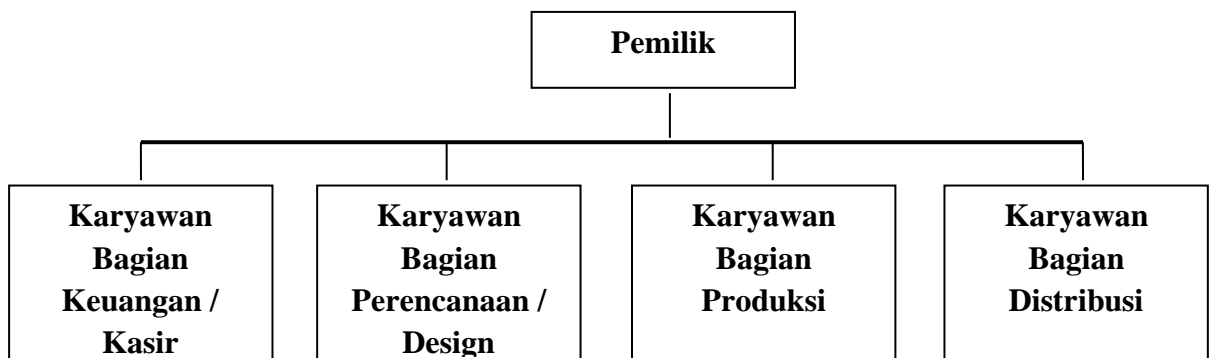 Pemilik
Karyawan
Bagian
Keuangan /
Kasir
Karyawan
Bagian
Perencanaan /
Design
Karyawan
Bagian
Produksi
Karyawan
Bagian
Distribusi